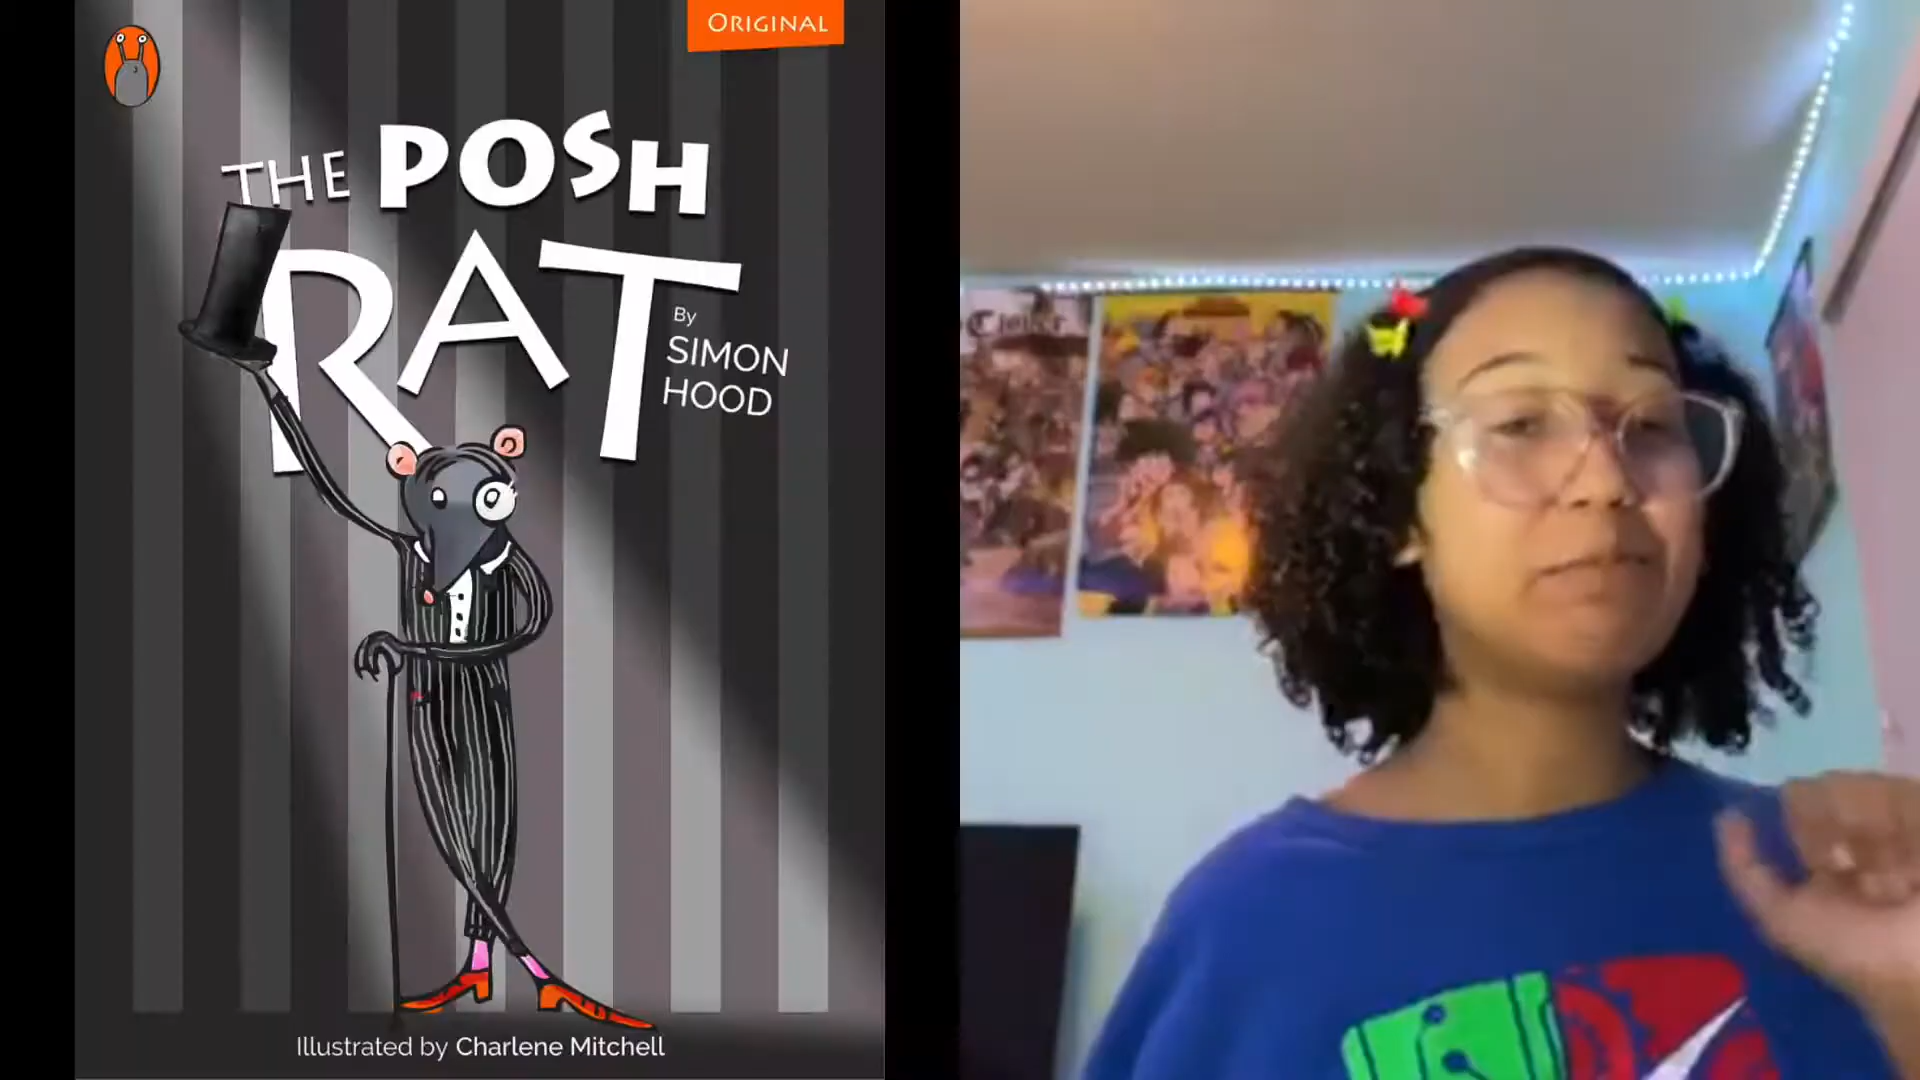 ORIGINAL
THE POSH
RAT
By
SIMON
HOOD
Illustrated by Charlene Mitchell